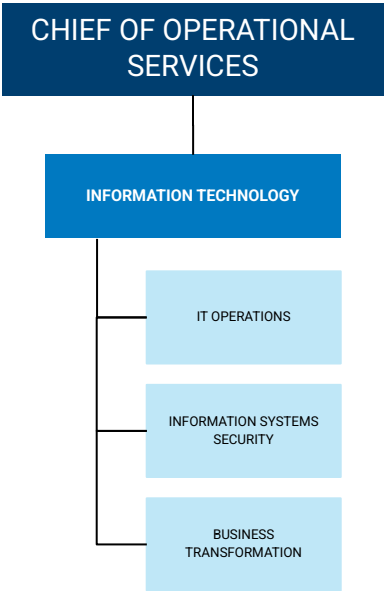 CHIEF OF OPERATIONAL
SERVICES
INFORMATION TECHNOLOGY
IT OPERATIONS
INFORMATION SYSTEMS
SECURITY
BUSINESS
TRANSFORMATION